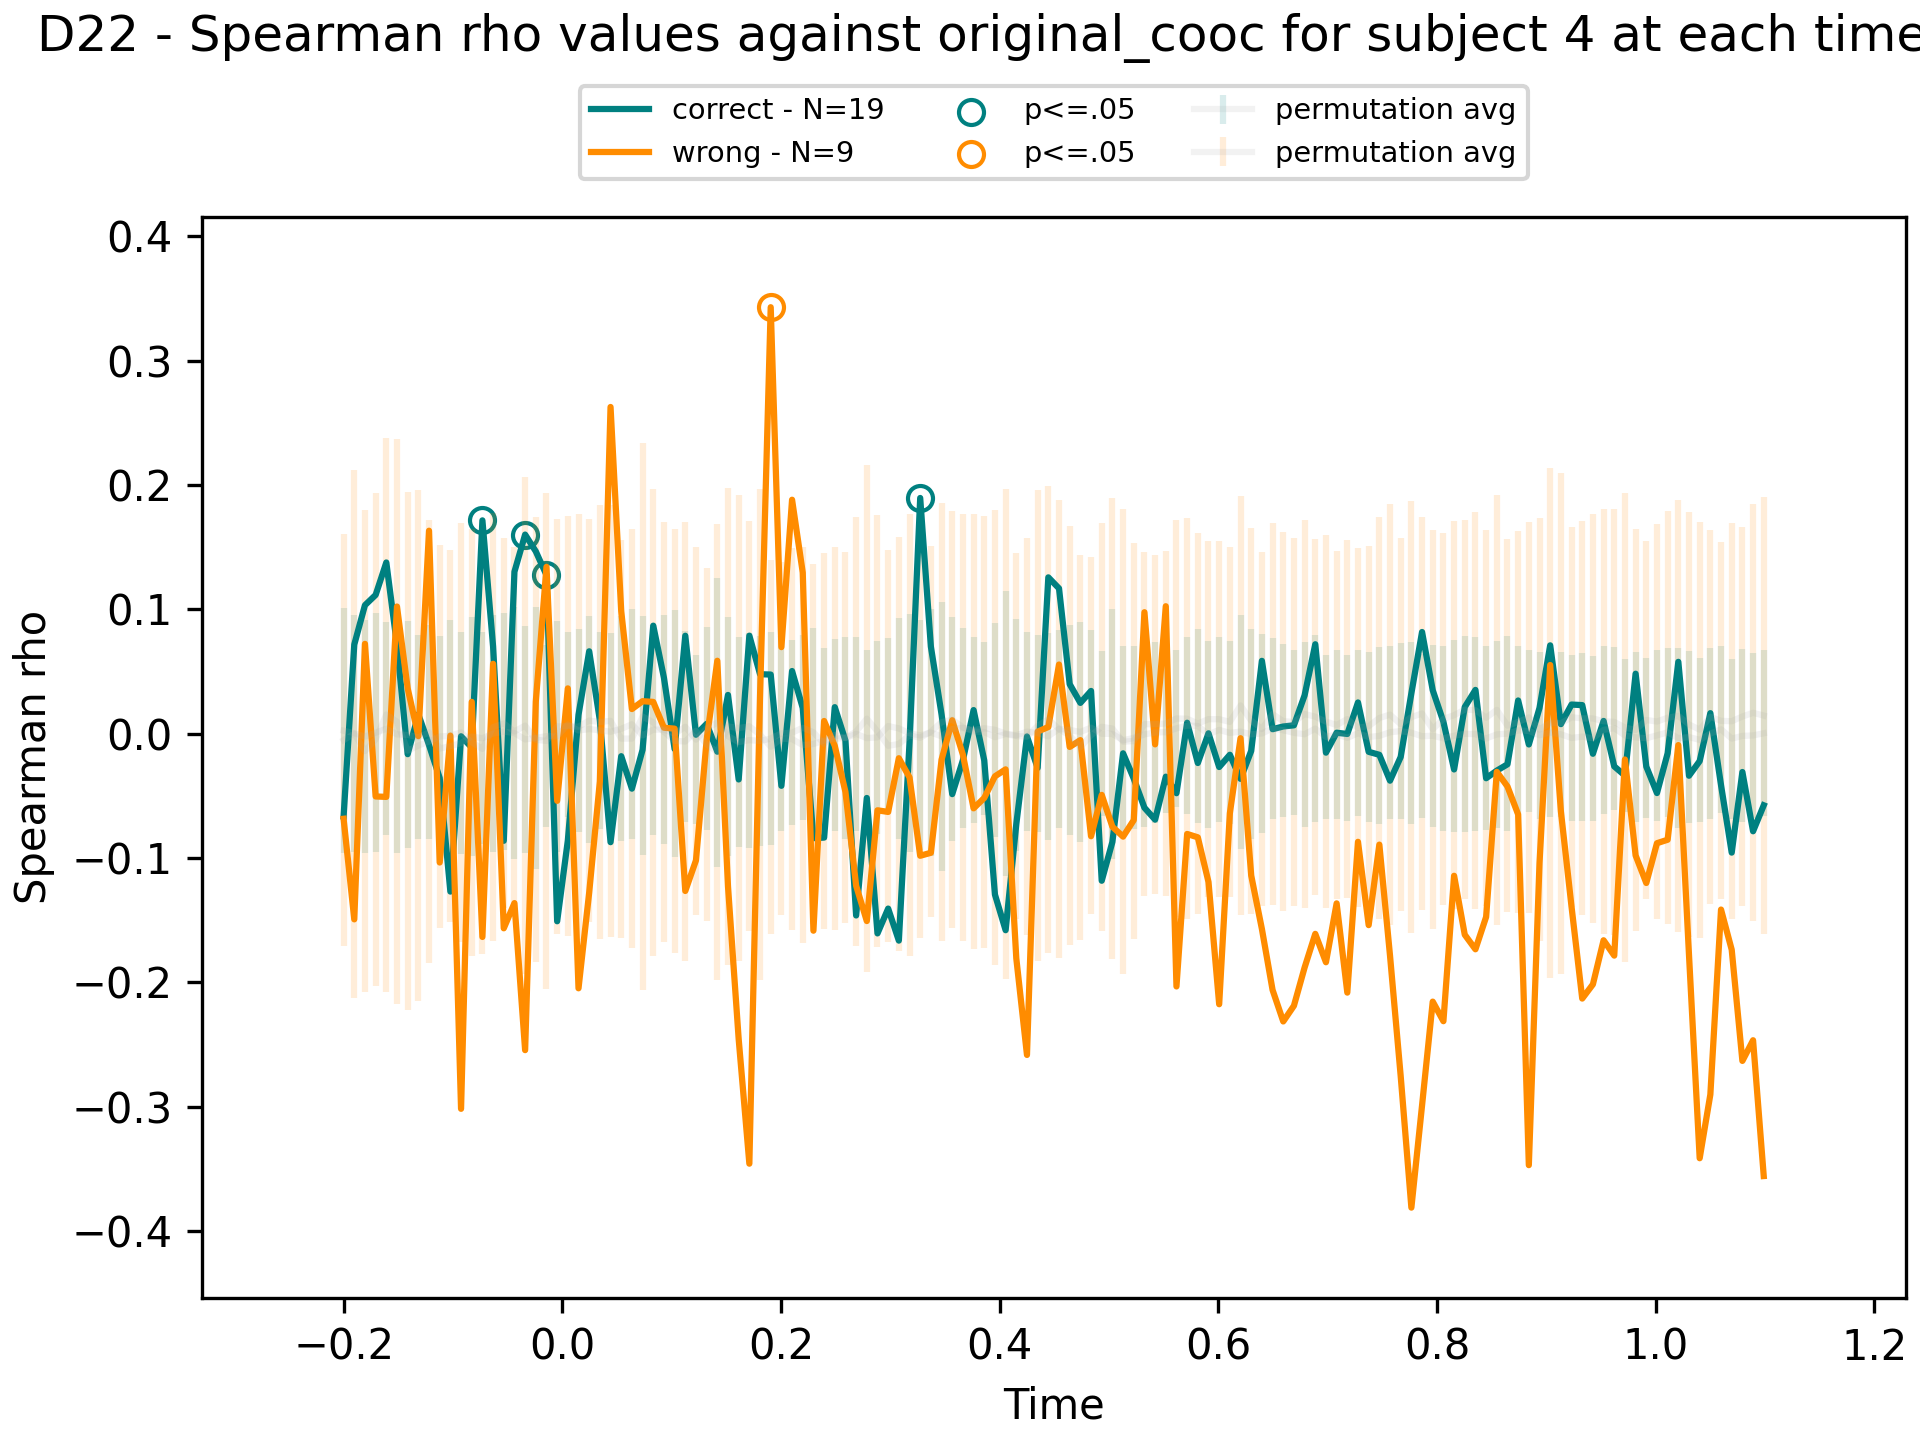 D22 - Spearman rho values against original_cooc for subject 4 at each time
correct - N=19 p<=.05 permutation avg
wrong - N=9 p<=.05 permutation avg
0.4
0.3
0.2
0.1
0.0
−0.1
−0.2
−0.3
−0.4
Spearman rho
−0.2 0.0 0.2 0.4 0.6 0.8 1.0 1.2
Time